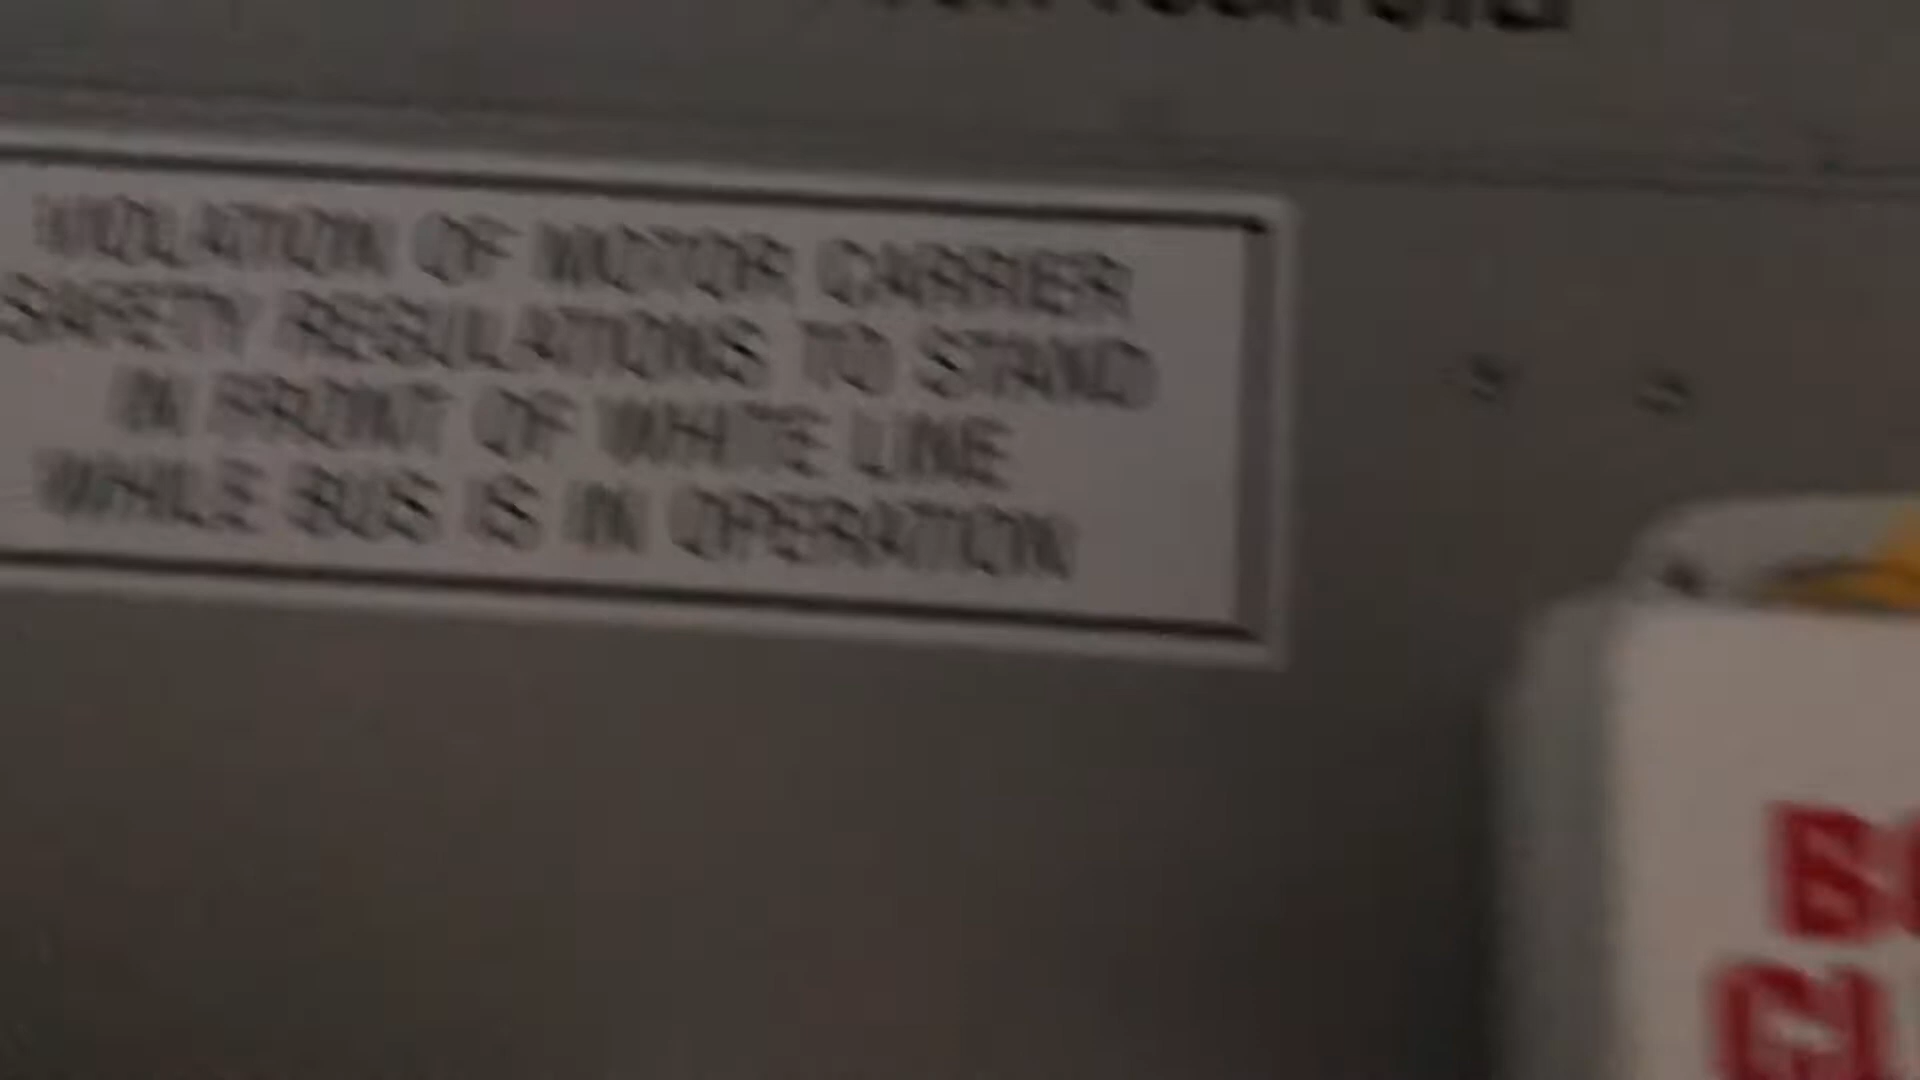 VIOLATION OF MOTOR CARRIER
SAFETY REGULATIONS TO STAND
IN FRONT OF WHITE LINE
WHILE BUS IS IN OPERATION